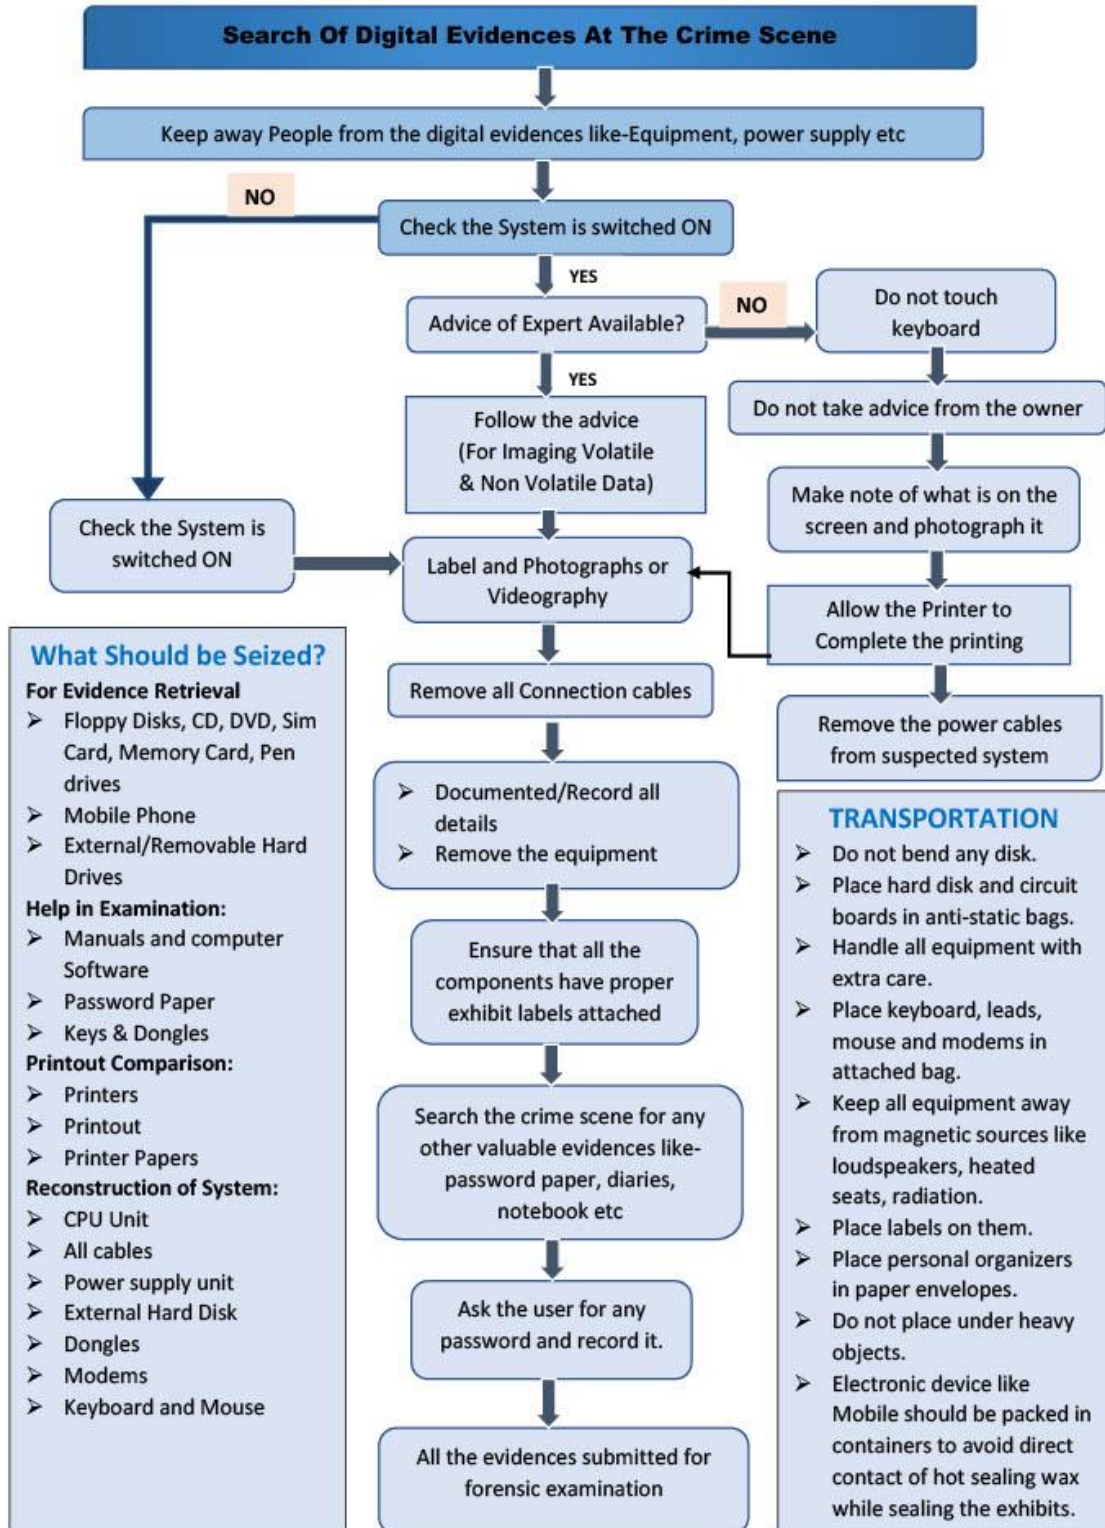 Search Of Digital Evidences At The Crime Scene
Keep away People from the digital evidences like-Equipment, power supply etc
NO
Check the System is switched ON
YES
Advice of Expert Available?
NO
Do not touch
keyboard
YES
Do not take advice from the owner
Follow the advice
(For Imaging Volatile
& Non Volatile Data)
Make note of what is on the
screen and photograph it
Check the System is
switched ON
Label and Photographs or
Videography
Allow the Printer to
Complete the printing
Remove all Connection cables
Remove the power cables
from suspected system
➢ Documented/Record all
details
➢ Remove the equipment
Ensure that all the
components have proper
exhibit labels attached
Search the crime scene for any
other valuable evidences like-
password paper, diaries,
notebook etc
Ask the user for any
password and record it.
All the evidences submitted for
forensic examination
What Should be Seized?
For Evidence Retrieval
➢ Floppy Disks, CD, DVD, Sim
Card, Memory Card, Pen
drives
➢ Mobile Phone
➢ External/Removable Hard
Drives
Help in Examination:
➢ Manuals and computer
Software
➢ Password Paper
➢ Keys & Dongles
Printout Comparison:
➢ Printers
➢ Printout
➢ Printer Papers
Reconstruction of System:
➢ CPU Unit
➢ All cables
➢ Power supply unit
➢ External Hard Disk
➢ Dongles
➢ Modems
➢ Keyboard and Mouse
TRANSPORTATION
➢ Do not bend any disk.
➢ Place hard disk and circuit
boards in anti-static bags.
➢ Handle all equipment with
extra care.
➢ Place keyboard, leads,
mouse and modems in
attached bag.
➢ Keep all equipment away
from magnetic sources like
loudspeakers, heated
seats, radiation.
➢ Place labels on them.
➢ Place personal organizers
in paper envelopes.
➢ Do not place under heavy
objects.
➢ Electronic device like
Mobile should be packed in
containers to avoid direct
contact of hot sealing wax
while sealing the exhibits.